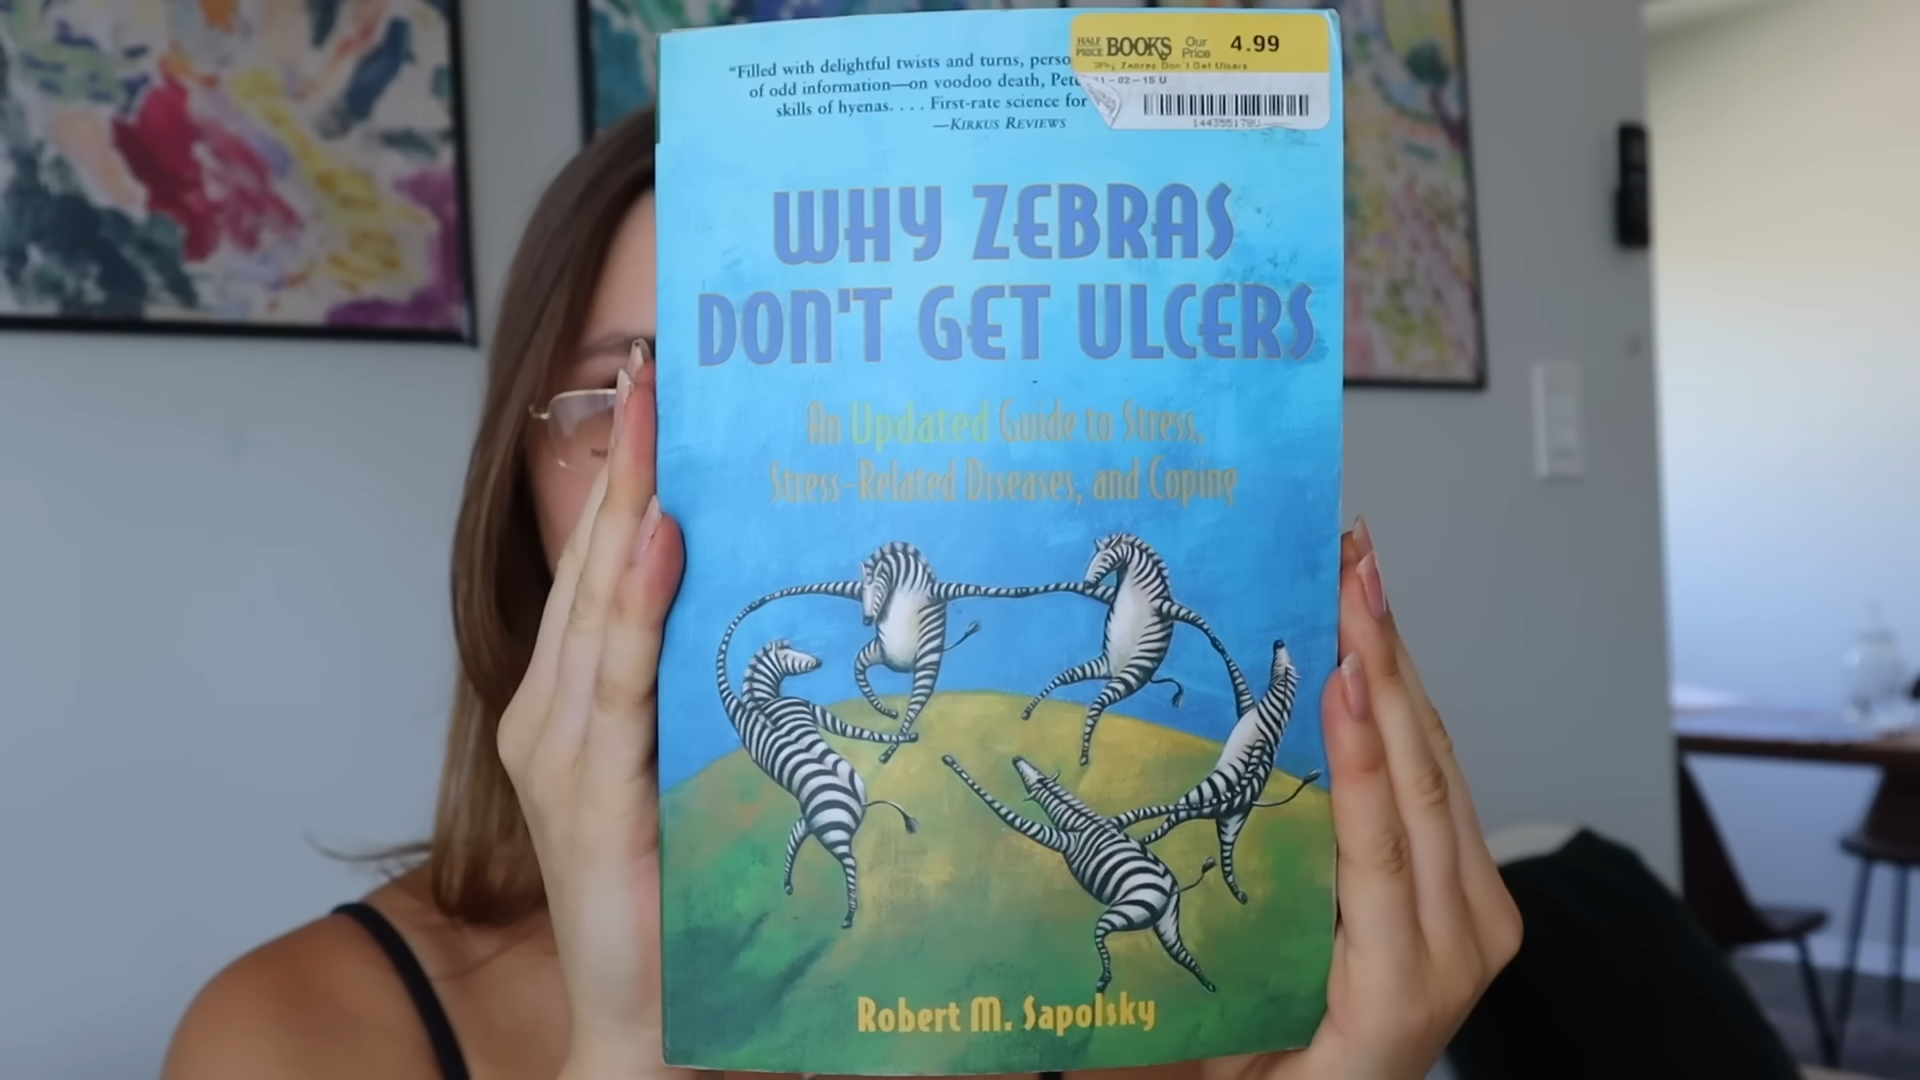 "Filled with delightful twists and turns, perso
of odd information—on voodoo death, Pete
skills of hyenas. . . . First-rate science for
—KIRKUS REVIEWS
HALF PRICE BOOKS Our Price 4.99
Why Zebras Don't Get Ulcers
11-02-15 U
WHY ZEBRAS
DON'T GET ULCERS
An Updated Guide to Stress,
Stress-Related Diseases, and Coping
Robert M. Sapolsky